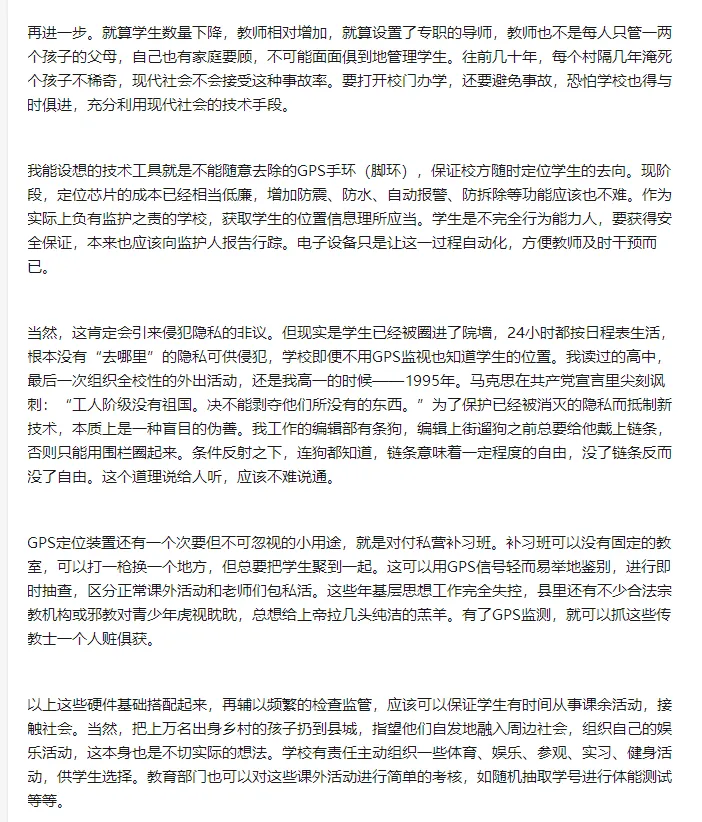 再进一步。就算学生数量下降，教师相对增加，就算设置了专职的导师，教师也不是每人只管一两
个孩子的父母，自己也有家庭要顾，不可能面面俱到地管理学生。往前几十年，每个村隔几年淹死
个孩子不稀奇，现代社会不会接受这种事故率。要打开校门办学，还要避免事故，恐怕学校也得与
时俱进，充分利用现代社会的技术手段。
我能设想的技术工具就是不能随意去除的GPS手环（脚环），保证校方随时定位学生的去向。现阶
段，定位芯片的成本已经相当低廉，增加防震、防水、自动报警、防拆除等功能应该也不难。作为
实际上负有监护之责的学校，获取学生的位置信息理所应当。学生是不完全行为能力人，要获得安
全保证，本来也应该向监护人报告行踪。电子设备只是让这一过程自动化，方便教师及时干预而
已。
当然，这肯定会引来侵犯隐私的非议。但现实是学生已经被圈进了院墙，24小时都按日程表生活，
根本没有“去哪里”的隐私可供侵犯，学校即便不用GPS监视也知道学生的位置。我读过的高中，
最后一次组织全校性的外出活动，还是我高一的时候——1995年。马克思在共产党宣言里尖刻讽
刺：“工人阶级没有祖国。决不能剥夺他们所没有的东西。”为了保护已经被消灭的隐私而抵制新
技术，本质上是一种盲目的伪善。我工作的编辑部有条狗，编辑上街遛狗之前总要给他戴上链条，
否则只能用围栏圈起来。条件反射之下，连狗都知道，链条意味着一定程度的自由，没了链条反而
没了自由。这个道理说给人听，应该不难说通。
GPS定位装置还有一个次要但不可忽视的小用途，就是对付私营补习班。补习班可以没有固定的教
室，可以打一枪换一个地方，但总要把学生聚到一起。这可以用GPS信号轻而易举地鉴别，进行即
时抽查，区分正常课外活动和老师们包私活。这些年基层思想工作完全失控，县里还有不少合法宗
教机构或邪教对青少年虎视眈眈，总想给上帝拉几头纯洁的羔羊。有了GPS监测，就可以抓这些传
教士一个人赃俱获。
以上这些硬件基础搭配起来，再辅以频繁的检查监管，应该可以保证学生有时间从事课余活动，接
触社会。当然，把上万名出身乡村的孩子扔到县城，指望他们自发地融入周边社会，组织自己的娱
乐活动，这本身也是不切实际的想法。学校有责任主动组织一些体育、娱乐、参观、实习、健身活
动，供学生选择。教育部门也可以对这些课外活动进行简单的考核，如随机抽取学号进行体能测试
等等。